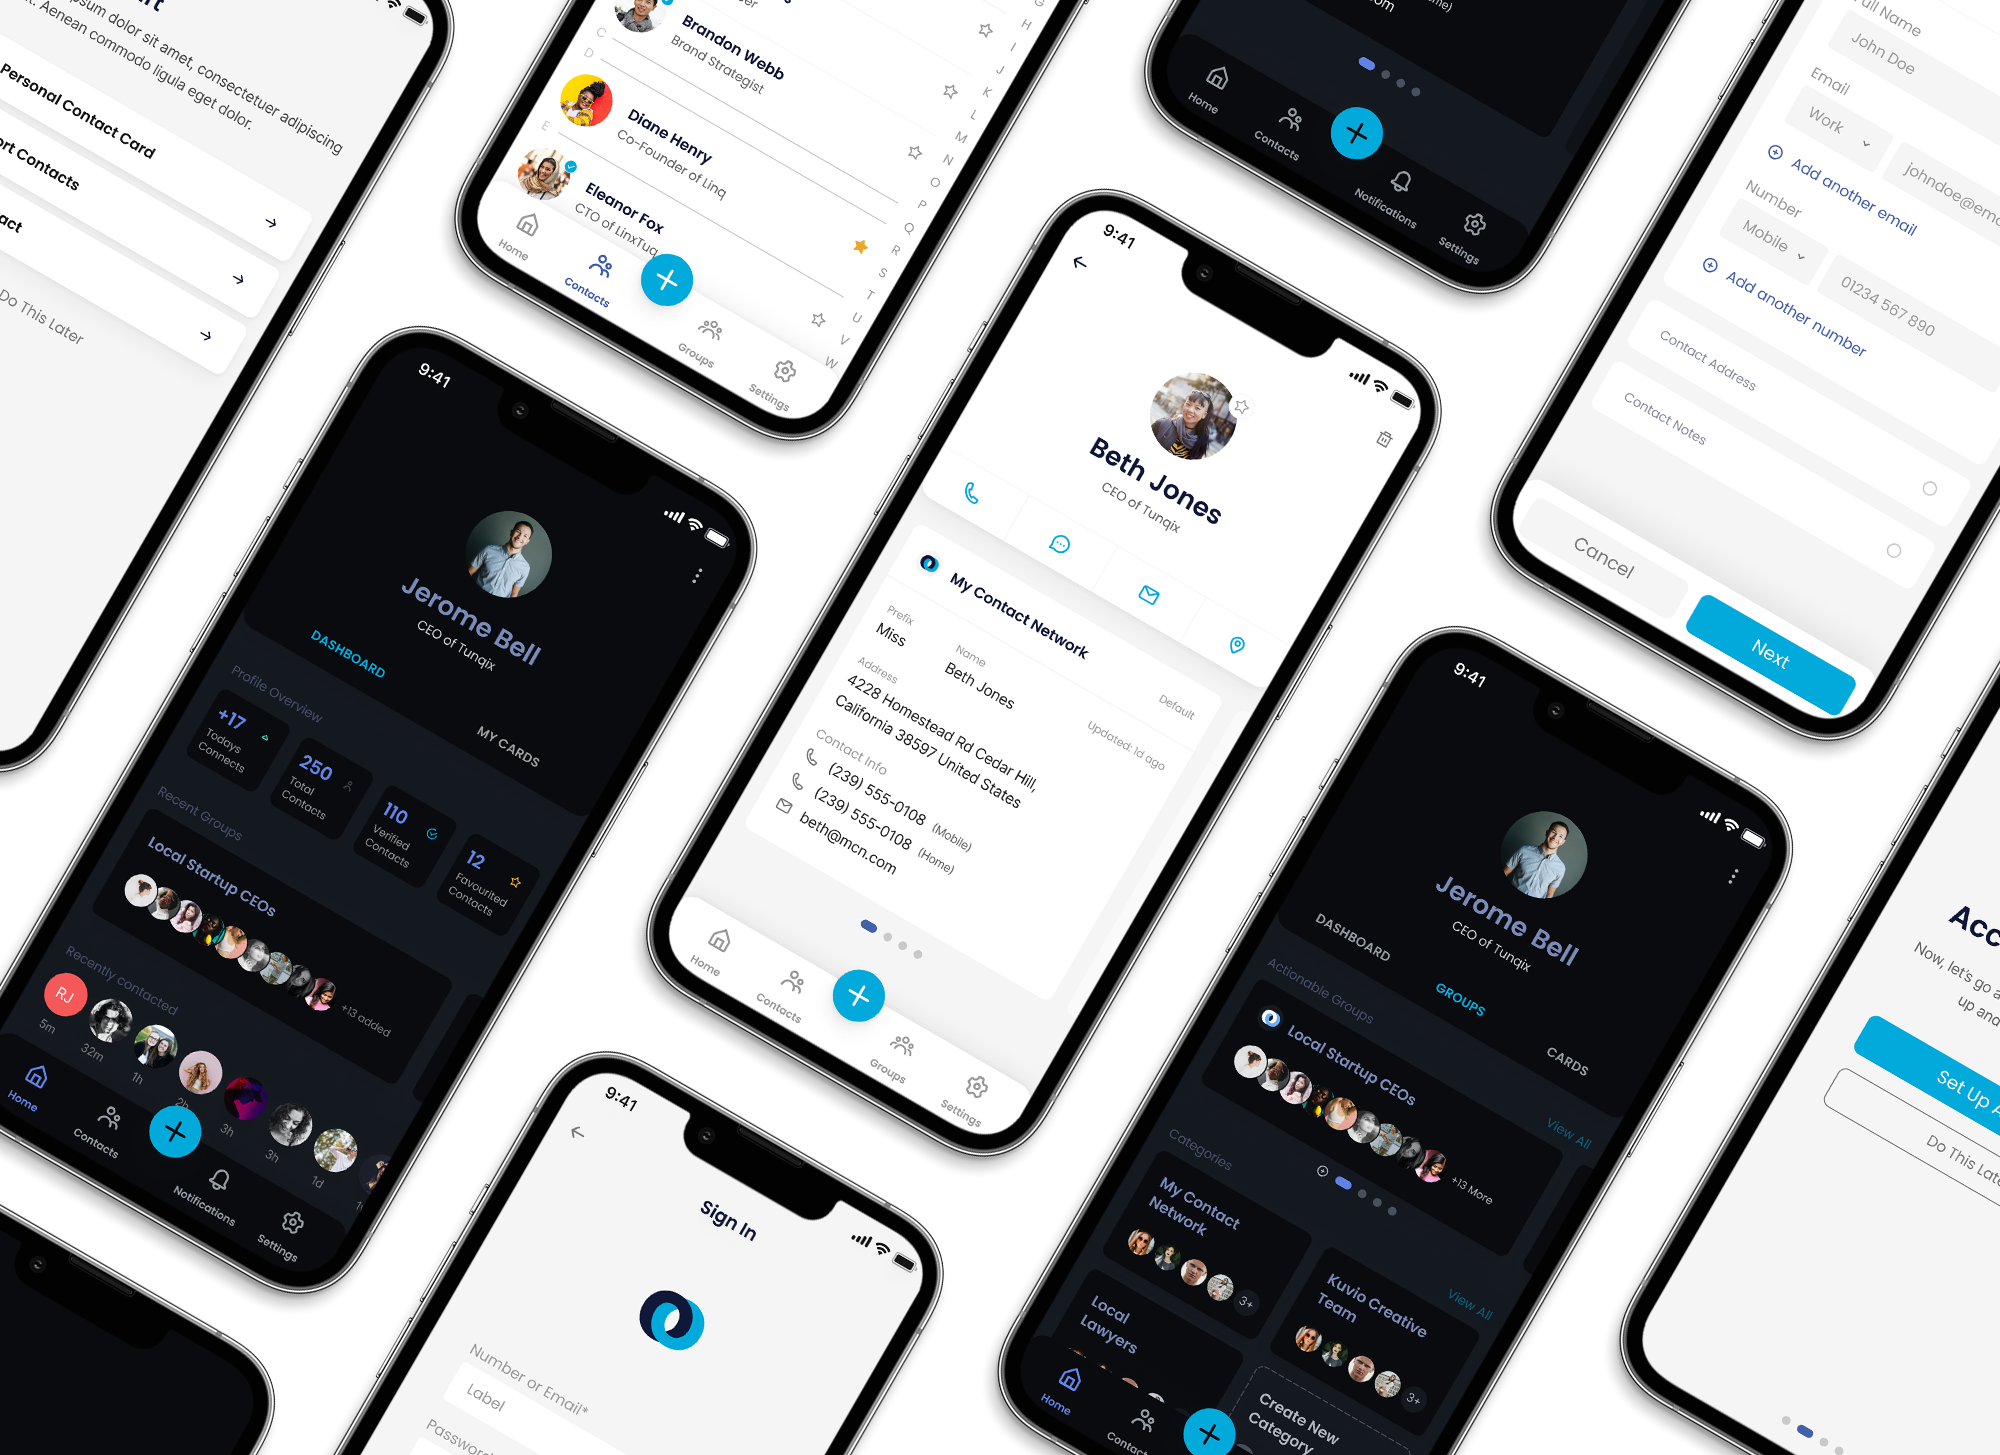 psum dolor sit amet, consectetuer adipiscing
t. Aenean commodo ligula eget dolor.
Personal Contact Card
ort Contacts
act
Do This Later
C
Brandon Webb
Brand Strategist
D
Diane Henry
Co-Founder of Linq
E
Eleanor Fox
CTO of LinxTuq
G
H
I
J
K
L
M
N
O
P
Q
R
S
T
U
V
W
Home
Contacts
Groups
Settings
Home
Contacts
Notifications
Settings
Full Name
John Doe
Email
Work
johndoe@ema
Add another email
Number
Mobile
01234 567 890
Add another number
Contact Address
Contact Notes
Cancel
Next
9:41
Jerome Bell
CEO of Tunqix
DASHBOARD
MY CARDS
Profile Overview
+17
Todays
Connects
250
Total
Contacts
110
Verified
Contacts
12
Favourited
Contacts
Recent Groups
Local Startup CEOs
+13 added
Recently contacted
RJ
5m
32m
1h
2h
3h
3h
1d
Home
Contacts
Notifications
Settings
9:41
Beth Jones
CEO of Tunqix
My Contact Network
Default
Prefix
Miss
Name
Beth Jones
Updated: 1d ago
Address
4228 Homestead Rd Cedar Hill,
California 38597 United States
Contact Info
(239) 555-0108 (Mobile)
(239) 555-0108 (Home)
beth@mcn.com
Home
Contacts
Groups
Settings
9:41
Sign In
Number or Email*
Label
Password
9:41
Jerome Bell
CEO of Tunqix
DASHBOARD
GROUPS
CARDS
Actionable Groups
View All
Local Startup CEOs
+13 More
Categories
View All
My Contact
Network
3+
Kuvio Creative
Team
3+
Local
Lawyers
Create New
Category
Home
Contac
Acc
Now, let's go a
up and
Set Up A
Do This Late